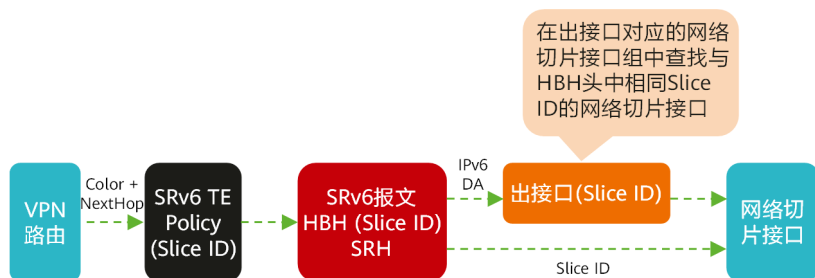 在出接口对应的网络
切片接口组中查找与
HBH头中相同Slice
ID的网络切片接口
VPN
路由
Color +
NextHop
SRv6 TE
Policy
(Slice ID)
SRv6报文
HBH (Slice ID)
SRH
IPv6
DA
出接口(Slice ID)
Slice ID
网络切
片接口